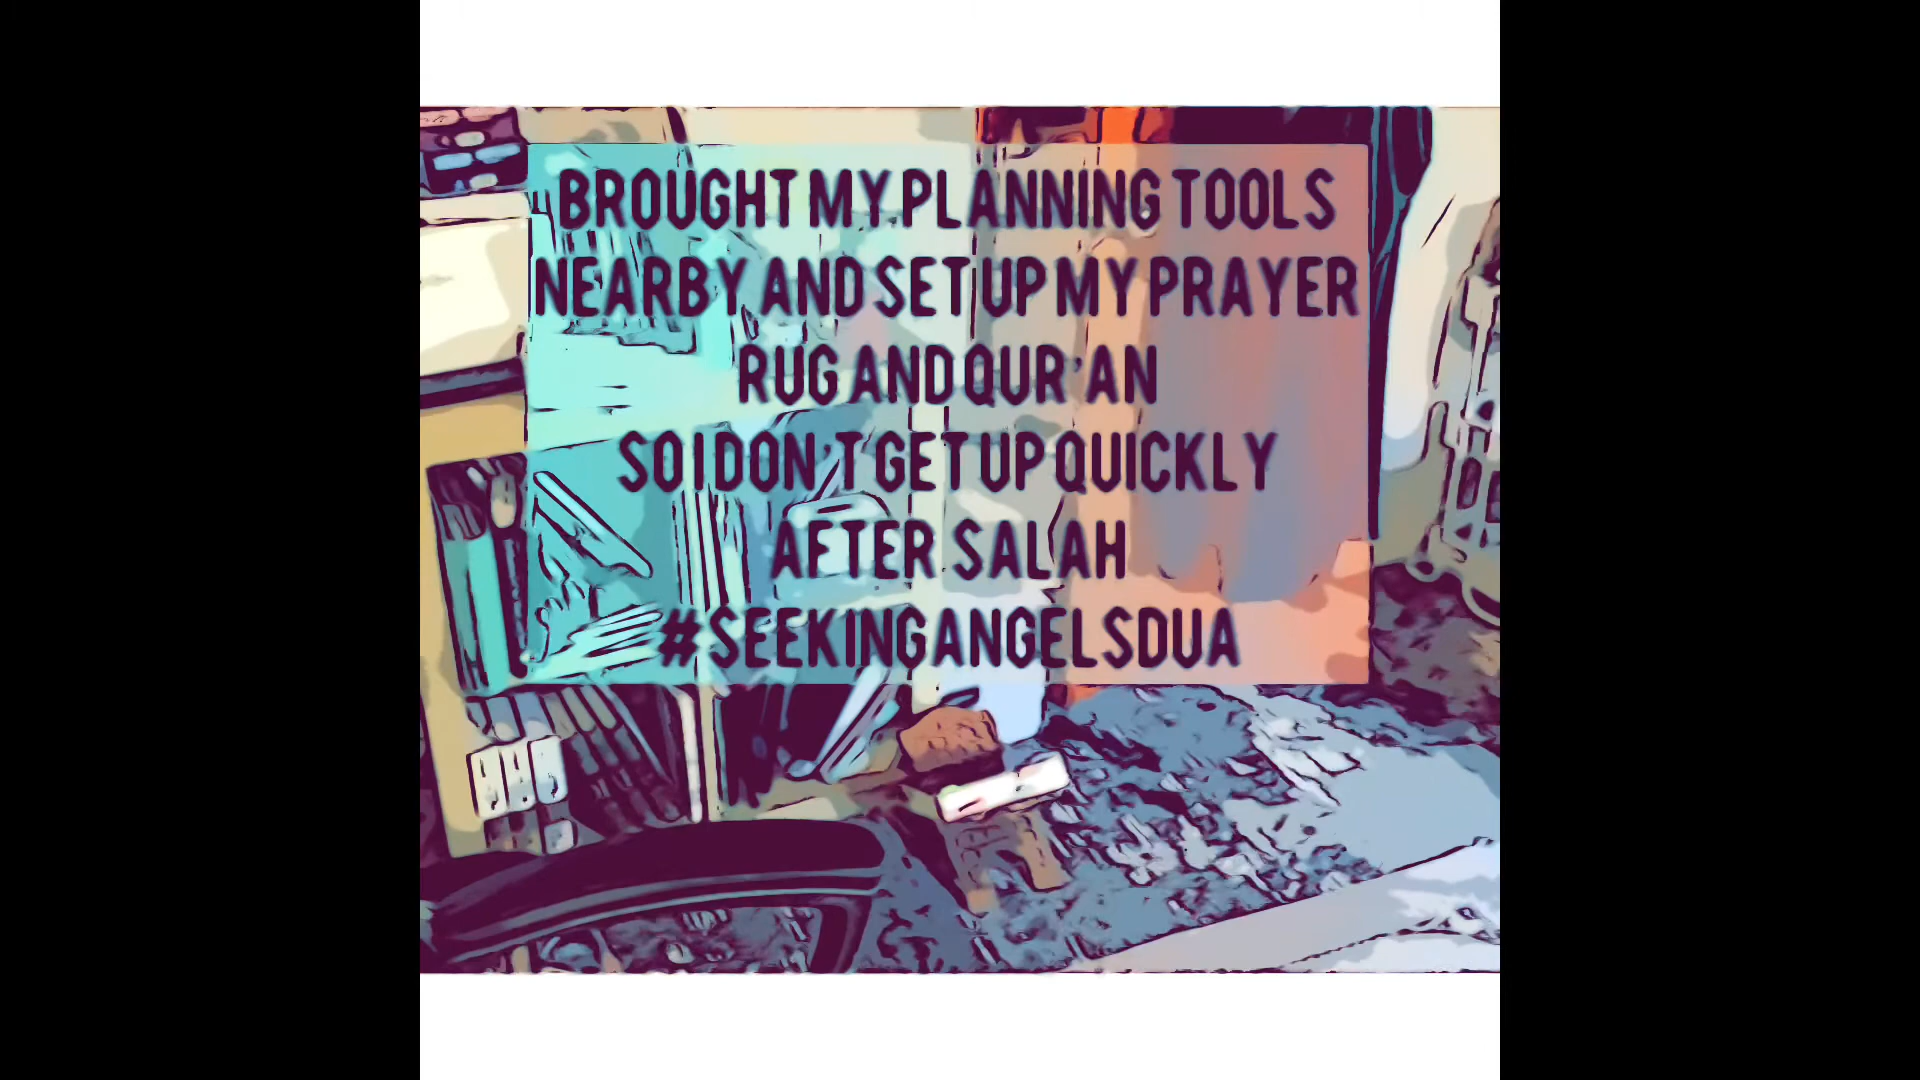 BROUGHT MY PLANNING TOOLS
NEARBY AND SET UP MY PRAYER
RUG AND QUR'AN
SO I DON'T GET UP QUICKLY
AFTER SALAH
#SEEKINGANGELSDUA